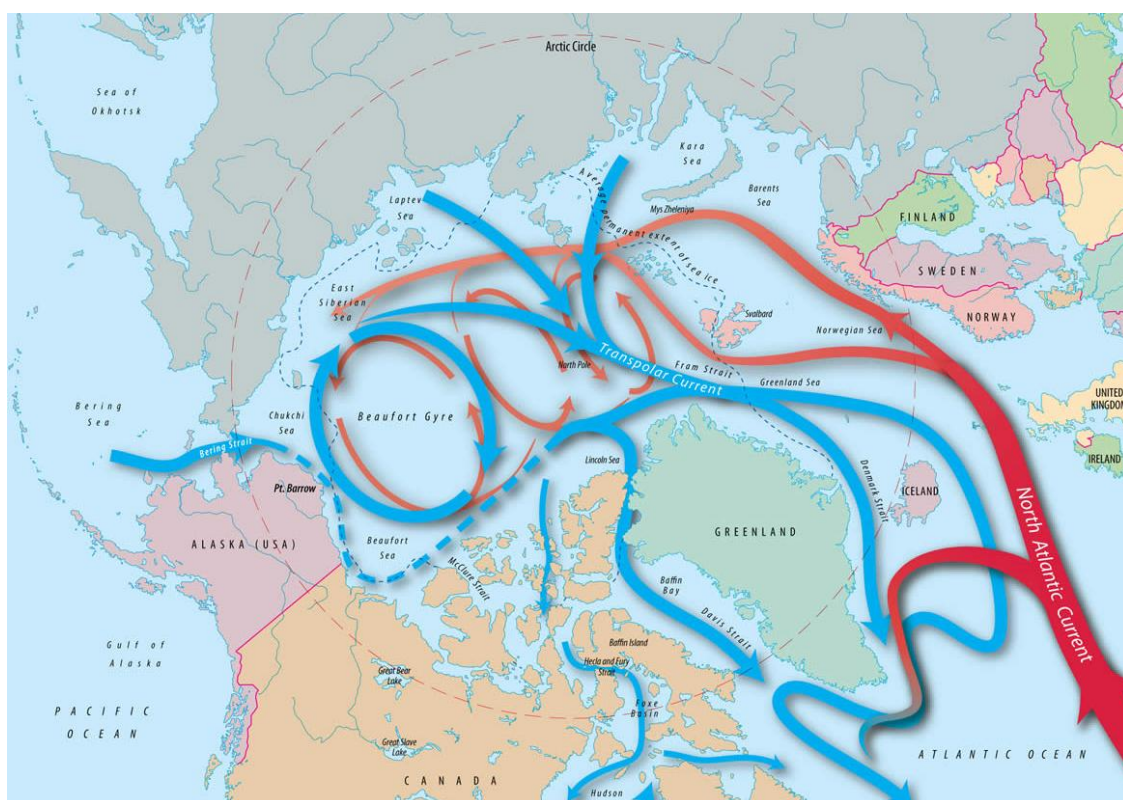 Arctic Circle
Sea of
Okhotsk
Kara
Sea
Barents
Sea
Laptev
Sea
Mys Zheleniya
Average permanent extent of sea ice
FINLAND
SWEDEN
NORWAY
East
Siberian
Sea
Svalbard
Norwegian Sea
Transpolar Current
North Pole
Fram Strait
Greenland Sea
Bering
Sea
Chukchi
Sea
Beaufort Gyre
UNITED
KINGDOM
IRELAND
Bering Strait
Lincoln Sea
Pt. Barrow
Denmark Strait
ICELAND
ALASKA (USA)
Beaufort
Sea
GREENLAND
North Atlantic Current
McClure Strait
Baffin
Bay
Davis Strait
Gulf of
Alaska
Baffin Island
Hecla and Eury
Strait
Great Bear
Lake
Foxe
Basin
PACIFIC
OCEAN
Great Slave
Lake
ATLANTIC OCEAN
CANADA
Hudson